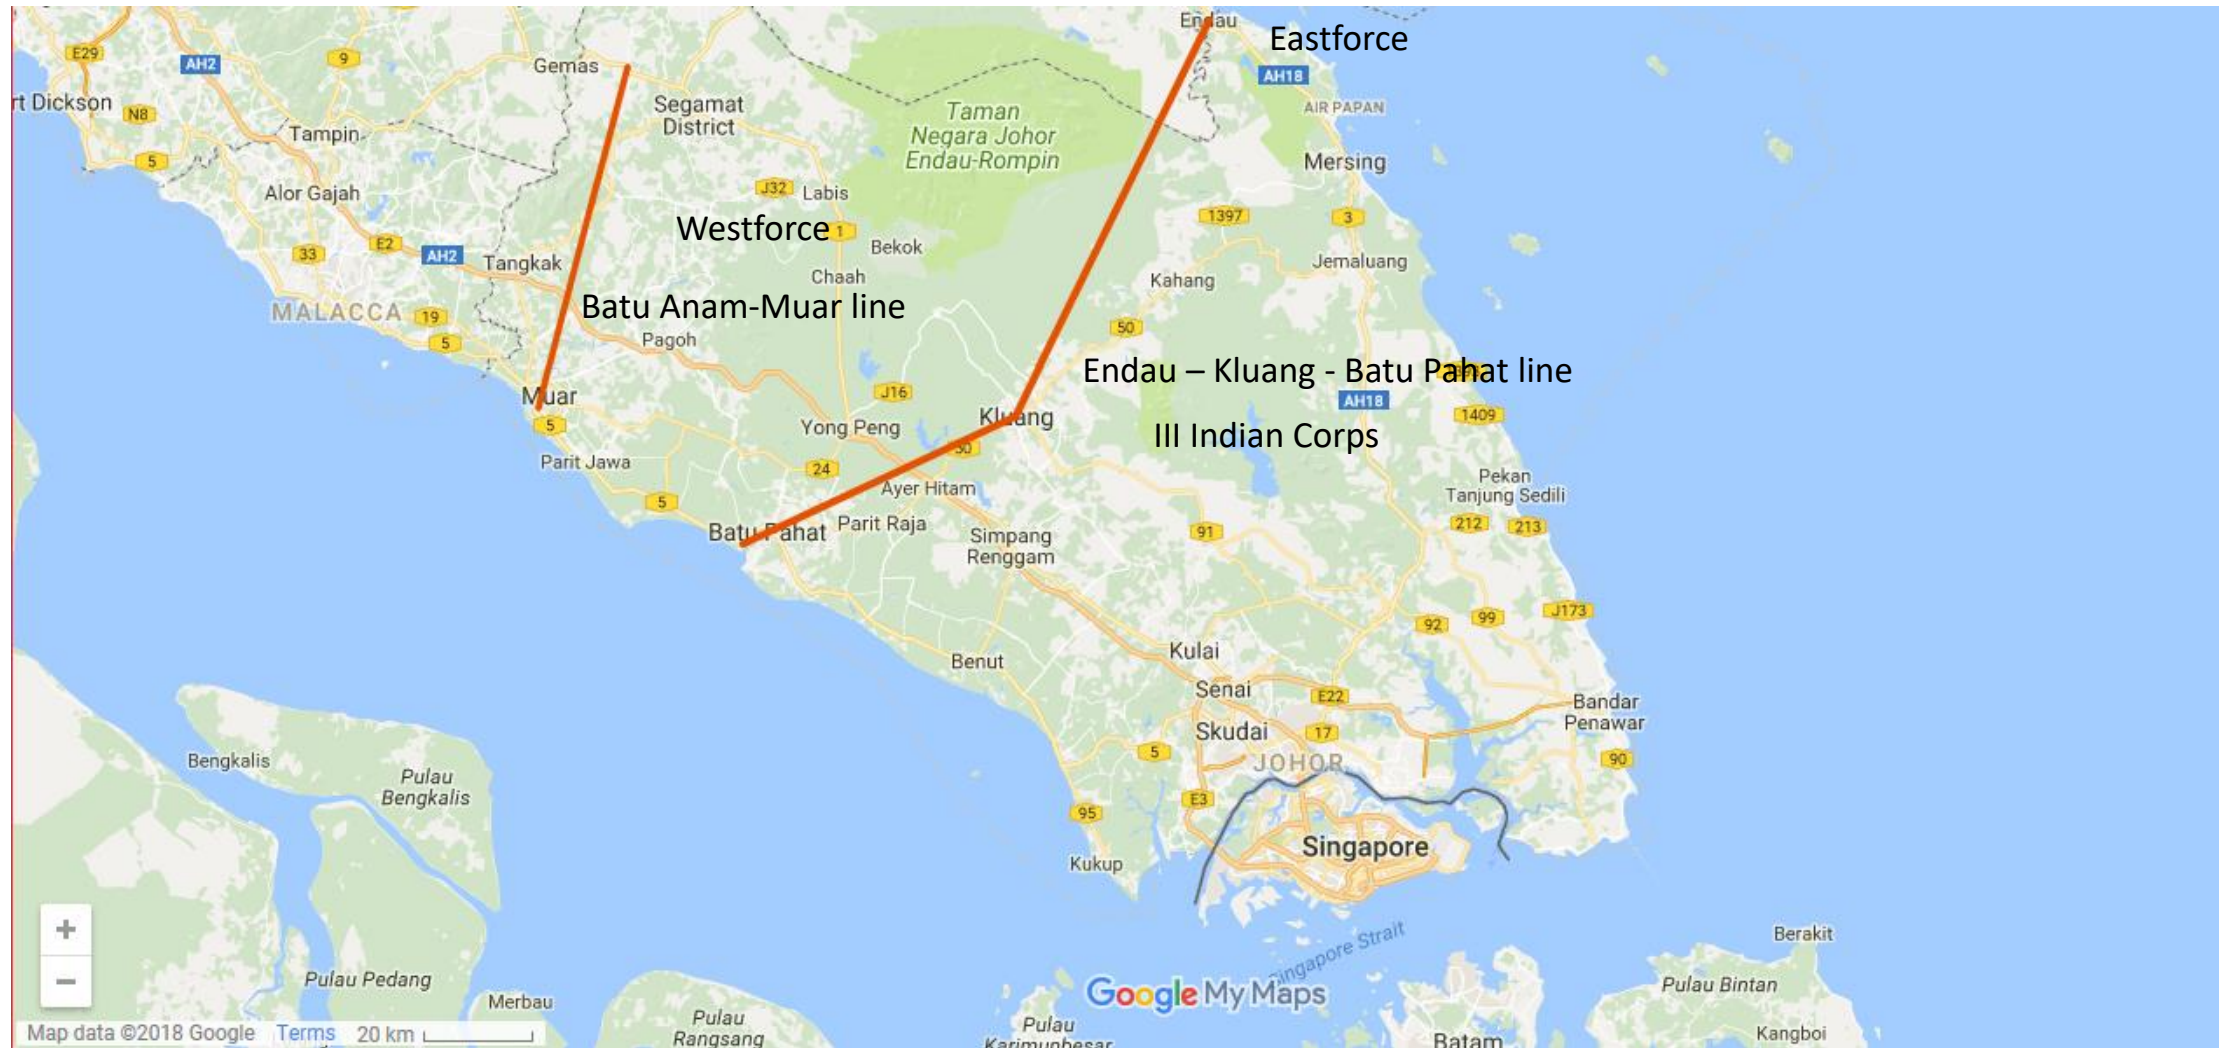 Endau
Eastforce
E29
AH2
9
Gemas
AH18
rt Dickson
N8
Segamat
District
Taman
Negara Johor
Endau-Rompin
AIR PAPAN
Tampin
5
Mersing
Alor Gajah
J32
Labis
1397
3
Westforce
1
33
E2
AH2
Tangkak
Bekok
Chaah
Kahang
Jemaluang
MALACCA
19
Batu Anam-Muar line
5
Pagoh
50
Endau – Kluang - Batu Pahat line
Muar
J16
AH18
1409
5
Yong Peng
Kluang
III Indian Corps
50
Parit Jawa
24
5
Ayer Hitam
Pekan
Tanjung Sedili
212
213
Batu Pahat
Parit Raja
Simpang
Renggam
91
92
99
J173
Benut
Kulai
Senai
E22
Bandar
Penawar
Skudai
17
Bengkalis
5
JOHOR
90
Pulau
Bengkalis
95
E3
Singapore
Kukup
+
Singapore Strait
Berakit
−
Pulau Pedang
Merbau
Google My Maps
Pulau Bintan
Map data ©2018 Google Terms 20 km
Pulau
Rangsang
Pulau
Karimunbesar
Batam
Kangboi